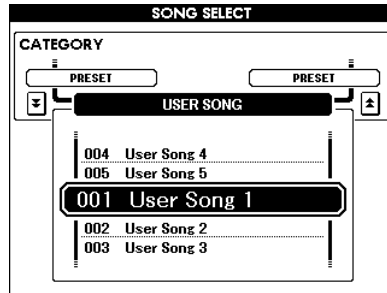 SONG SELECT
CATEGORY
PRESET PRESET
USER SONG
004 User Song 4
005 User Song 5
001 User Song 1
002 User Song 2
003 User Song 3